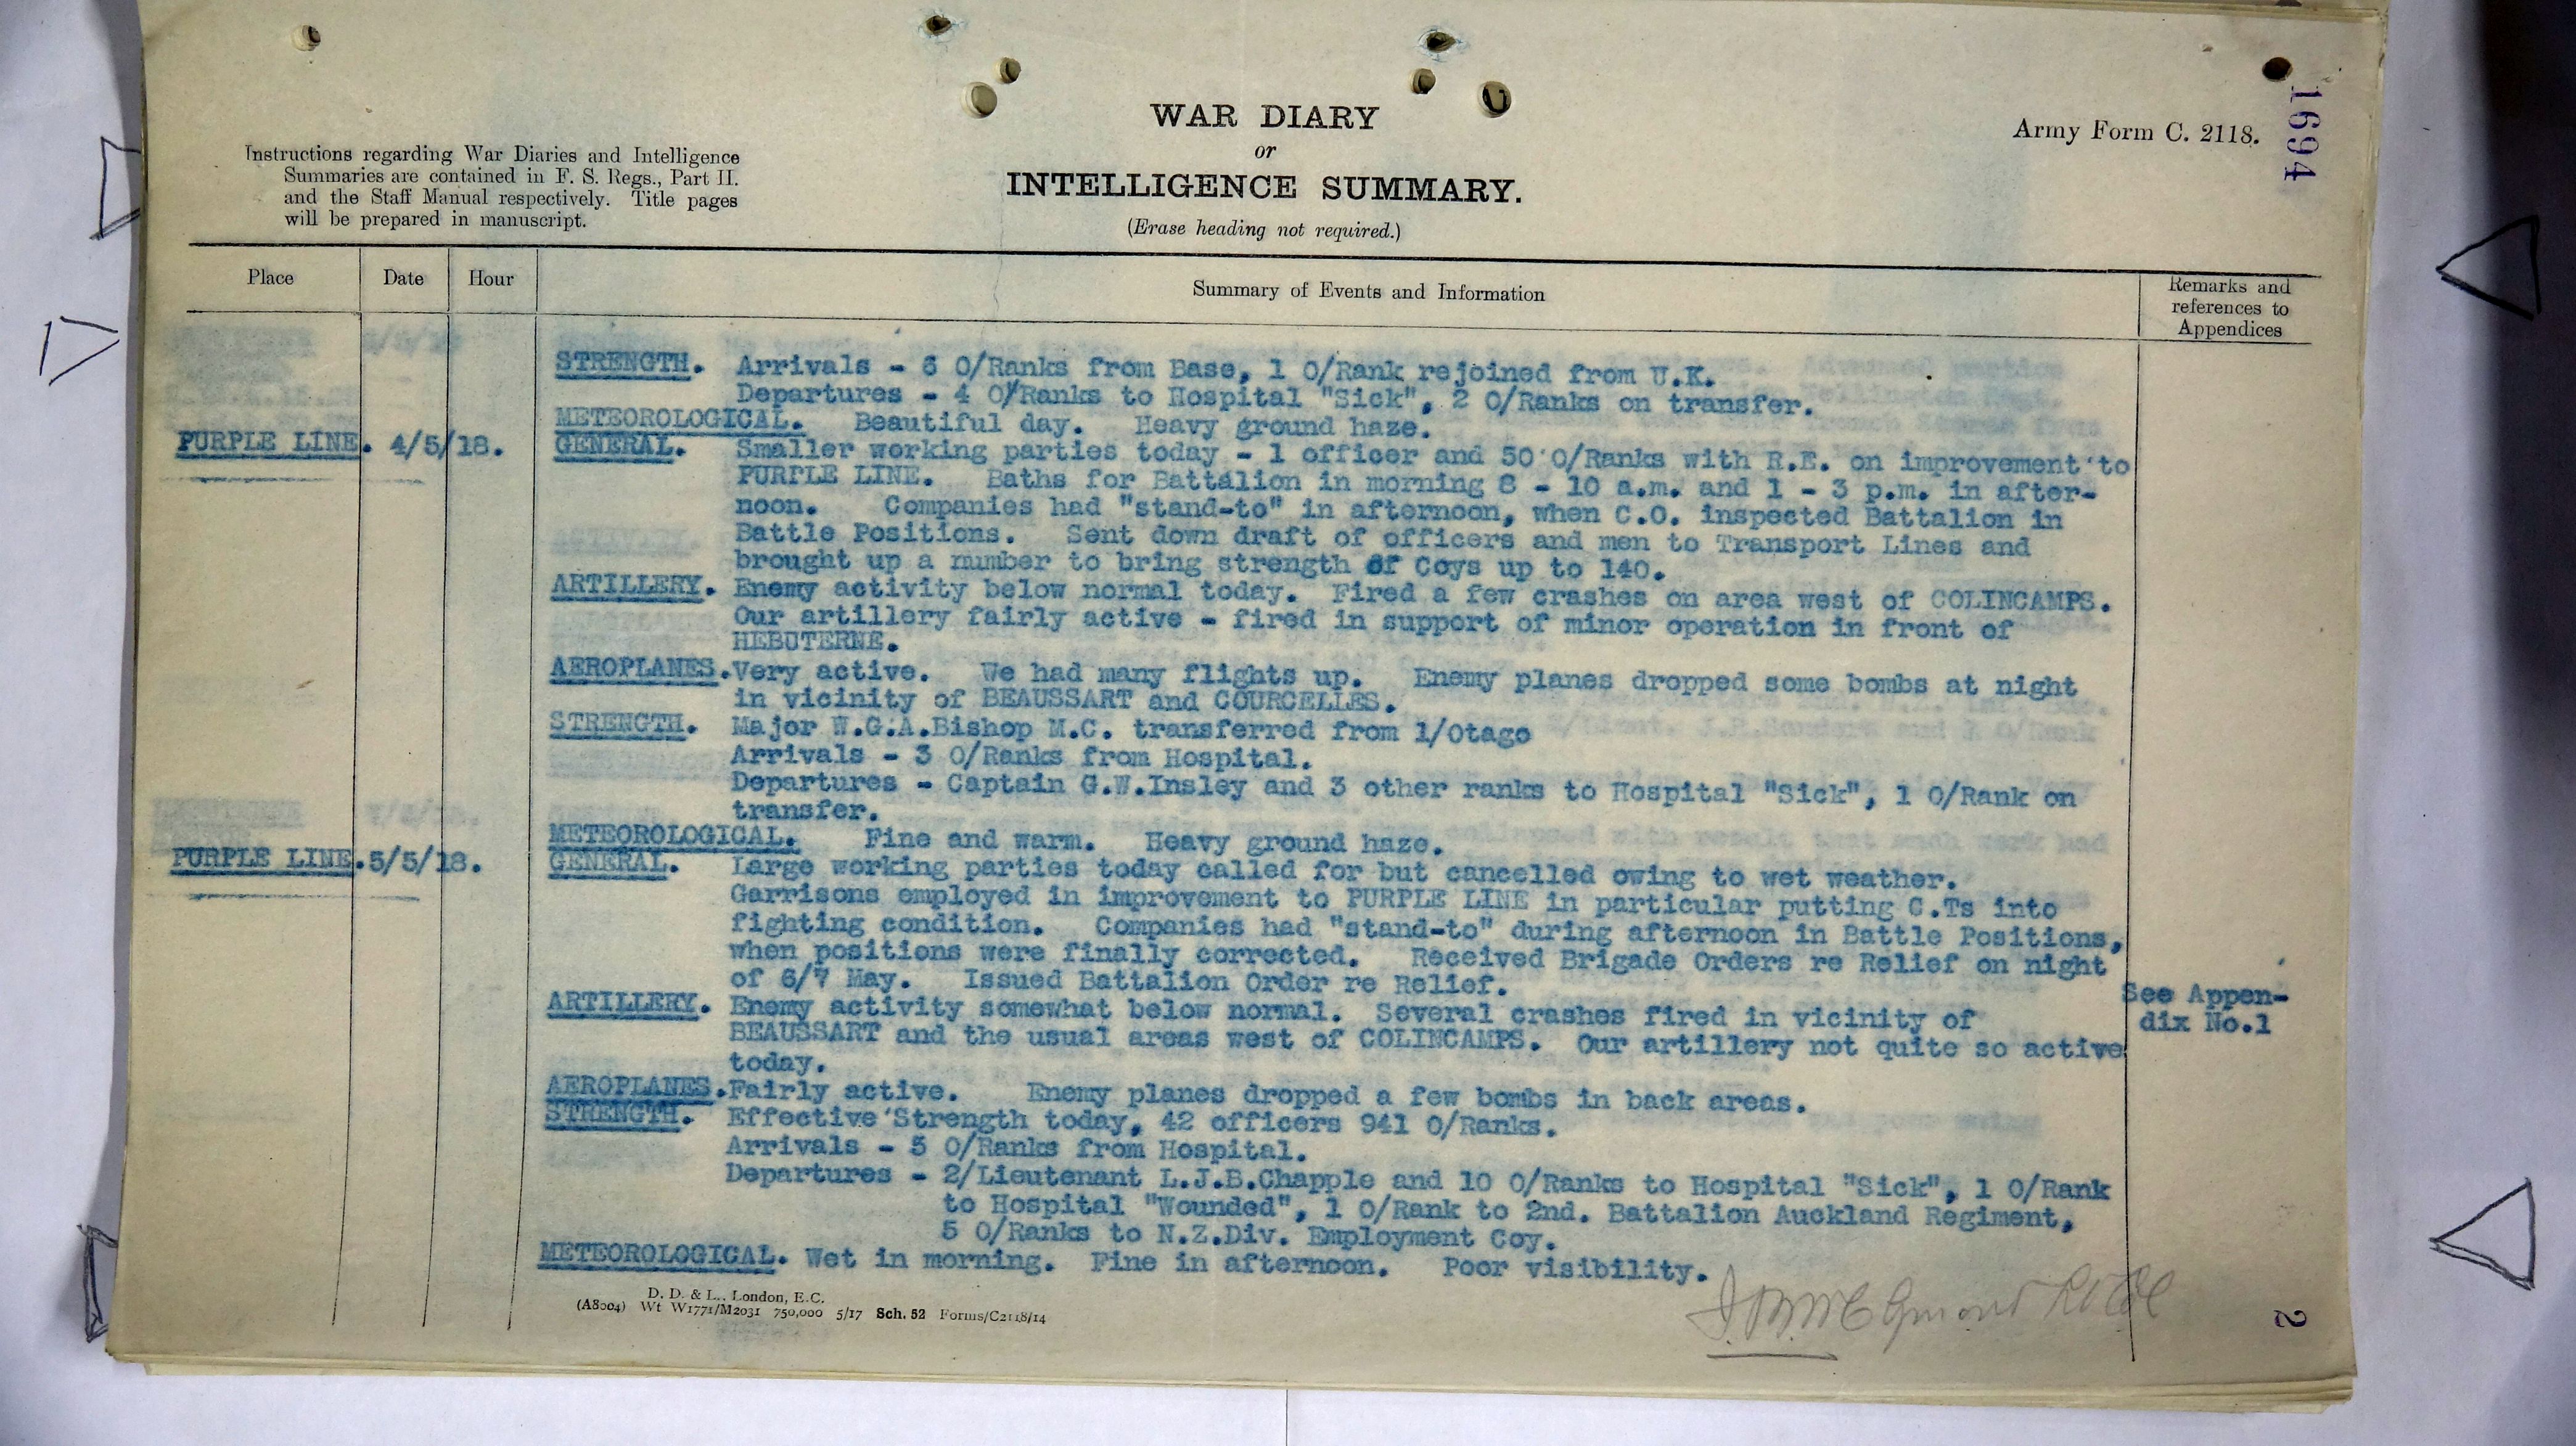 WAR DIARY
or
INTELLIGENCE SUMMARY.
(Erase heading not required.)
Army Form C. 2118.
1694
Instructions regarding War Diaries and Intelligence
Summaries are contained in F. S. Regs., Part II.
and the Staff Manual respectively. Title pages
will be prepared in manuscript.
Place Date Hour Summary of Events and Information Remarks and
references to
Appendices
STRENGTH. Arrivals - 6 O/Ranks from Base, 1 O/Rank rejoined from U.K.
Departures - 4 O/Ranks to Hospital "Sick", 2 O/Ranks on transfer.
METEOROLOGICAL. Beautiful day. Heavy ground haze.
PURPLE LINE. 4/5/18. GENERAL. Smaller working parties today - 1 officer and 50 O/Ranks with R.E. on improvement to
PURPLE LINE. Baths for Battalion in morning 8 - 10 a.m. and 1 - 3 p.m. in after-
noon. Companies had "stand-to" in afternoon, when C.O. inspected Battalion in
Battle Positions. Sent down draft of officers and men to Transport Lines and
brought up a number to bring strength of Coys up to 140.
ARTILLERY. Enemy activity below normal today. Fired a few crashes on area west of COLINCAMPS.
Our artillery fairly active - fired in support of minor operation in front of
HEBUTERNE.
AEROPLANES. Very active. We had many flights up. Enemy planes dropped some bombs at night
in vicinity of BEAUSSART and COURCELLES.
STRENGTH. Major W.G.A.Bishop M.C. transferred from 1/Otago
Arrivals - 3 O/Ranks from Hospital.
Departures - Captain G.W.Insley and 3 other ranks to Hospital "Sick", 1 O/Rank on
transfer.
METEOROLOGICAL. Fine and warm. Heavy ground haze.
PURPLE LINE. 5/5/18. GENERAL. Large working parties today called for but cancelled owing to wet weather.
Garrisons employed in improvement to PURPLE LINE in particular putting C.Ts into
fighting condition. Companies had "stand-to" during afternoon in Battle Positions,
when positions were finally corrected. Received Brigade Orders re Relief on night
of 6/7 May. Issued Battalion Order re Relief.
See Appen-
dix No.1
ARTILLERY. Enemy activity somewhat below normal. Several crashes fired in vicinity of
BEAUSSART and the usual areas west of COLINCAMPS. Our artillery not quite so active
today.
AEROPLANES. Fairly active. Enemy planes dropped a few bombs in back areas.
STRENGTH. Effective Strength today, 42 officers 941 O/Ranks.
Arrivals - 5 O/Ranks from Hospital.
Departures - 2/Lieutenant L.J.B.Chapple and 10 O/Ranks to Hospital "Sick", 1 O/Rank
to Hospital "Wounded", 1 O/Rank to 2nd. Battalion Auckland Regiment,
5 O/Ranks to N.Z.Div. Employment Coy.
METEOROLOGICAL. Wet in morning. Fine in afternoon. Poor visibility.
D. D. & L., London, E.C.
(A8004) Wt W1771/M2031 750,000 5/17 Sch. 52 Forms/C2118/14
2